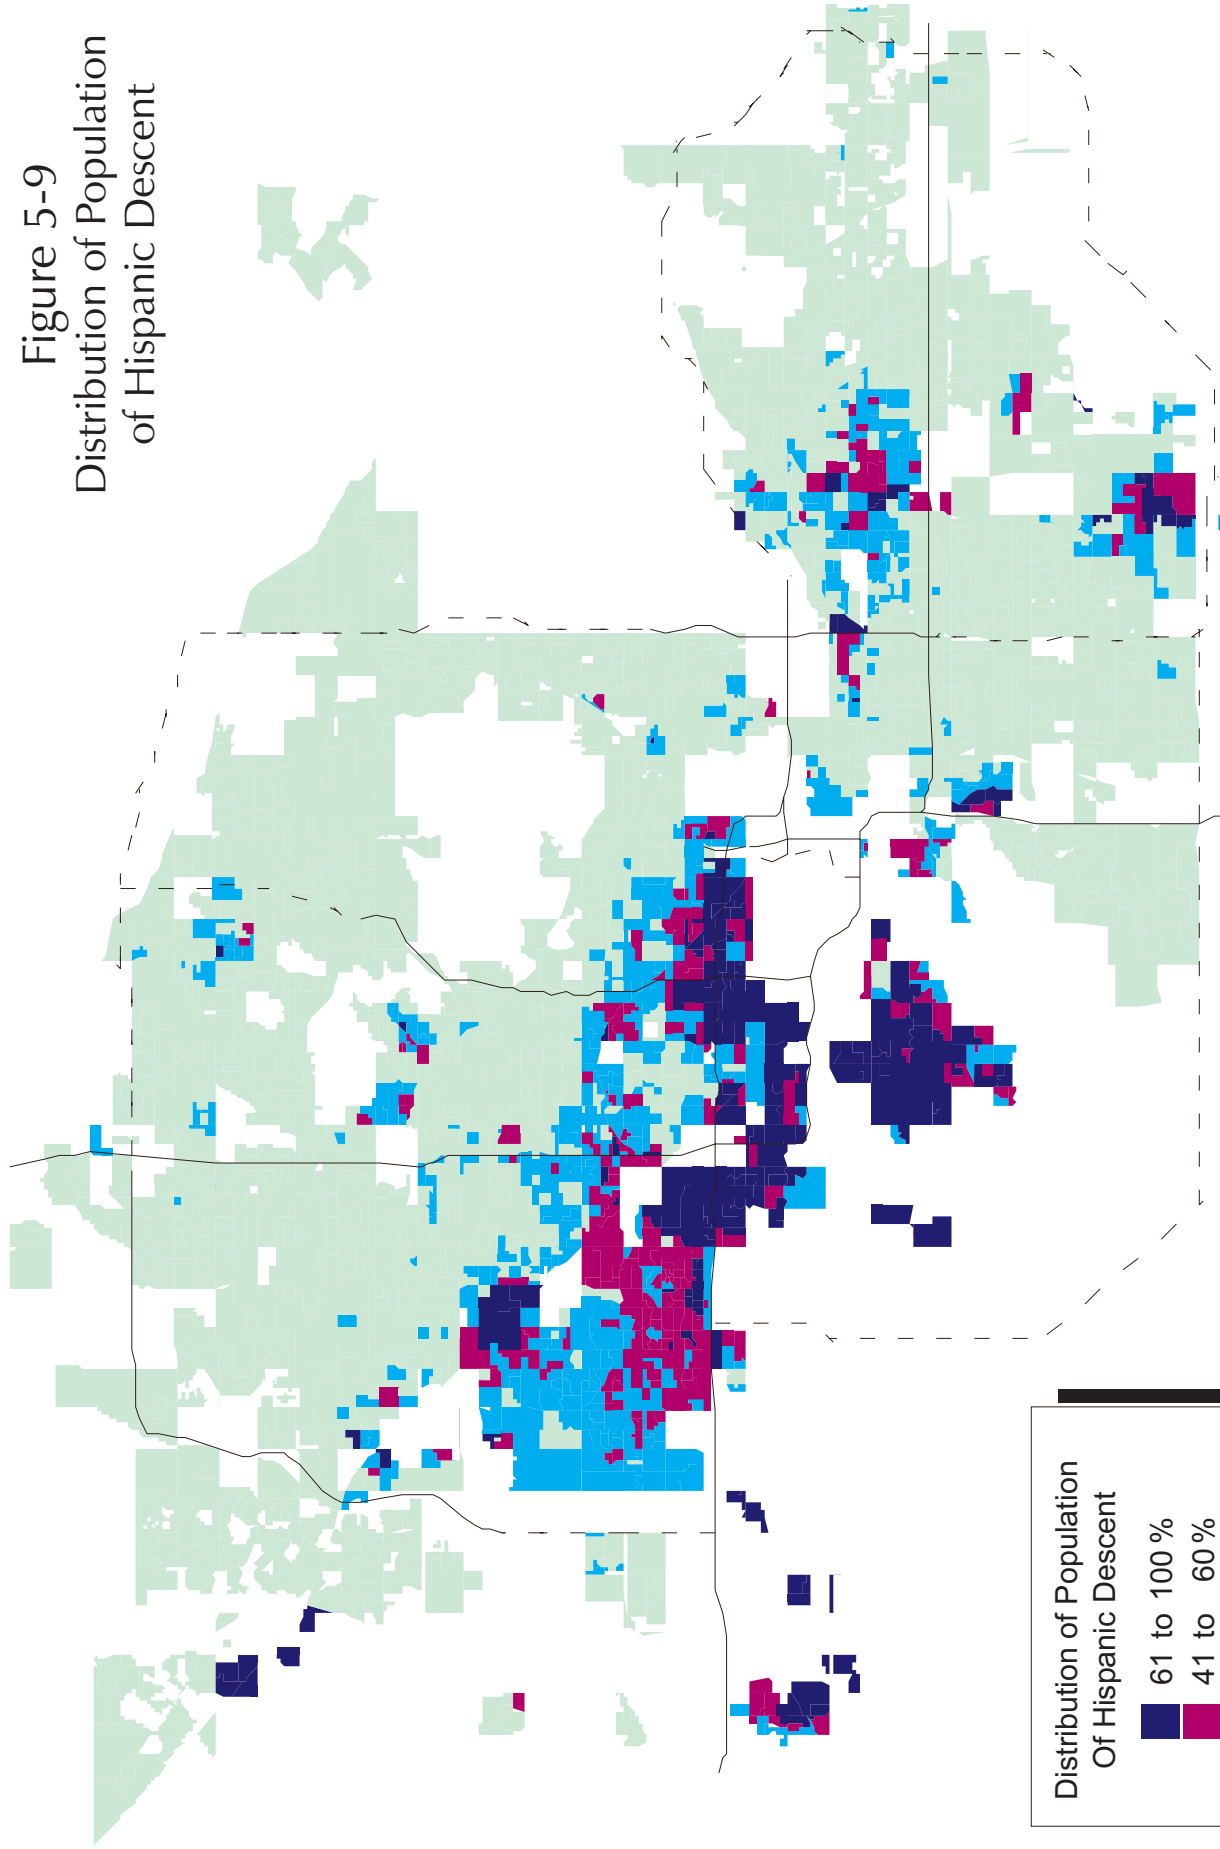 Figure 5-9
Distribution of Population
of Hispanic Descent
Distribution of Population
Of Hispanic Descent
61 to 100 %
41 to 60 %